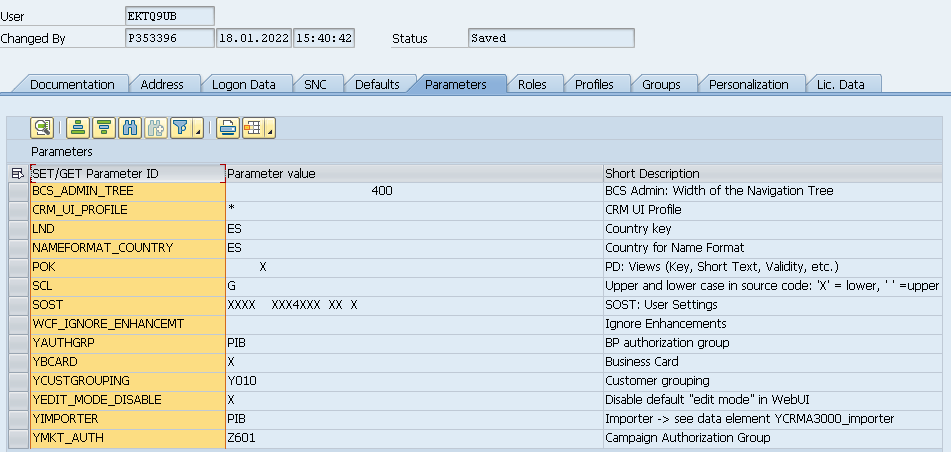 User EKTQ9UB
Changed By P353396 18.01.2022 15:40:42 Status Saved
Documentation Address Logon Data SNC Defaults Parameters Roles Profiles Groups Personalization Lic. Data
Parameters
SET/GET Parameter ID Parameter value Short Description
BCS_ADMIN_TREE 400 BCS Admin: Width of the Navigation Tree
CRM_UI_PROFILE * CRM UI Profile
LND ES Country key
NAMEFORMAT_COUNTRY ES Country for Name Format
POK X PD: Views (Key, Short Text, Validity, etc.)
SCL G Upper and lower case in source code: 'X' = lower, ' ' =upper
SOST XXXX XXX4XXX XX X SOST: User Settings
WCF_IGNORE_ENHANCEMT Ignore Enhancements
YAUTHGRP PIB BP authorization group
YBCARD X Business Card
YCUSTGROUPING Y010 Customer grouping
YEDIT_MODE_DISABLE X Disable default "edit mode" in WebUI
YIMPORTER PIB Importer -> see data element YCRMA3000_importer
YMKT_AUTH Z601 Campaign Authorization Group